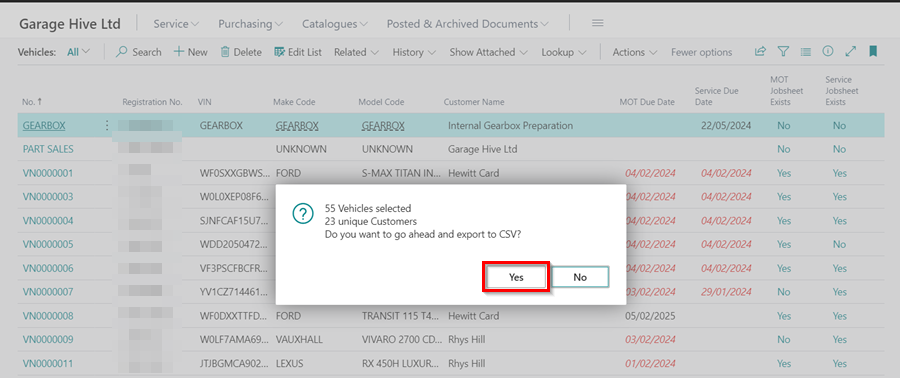 Garage Hive Ltd Service Purchasing Catalogues Posted & Archived Documents
Vehicles: All Search New Delete Edit List Related History Show Attached Lookup Actions Fewer options
No. ↑ Registration No. VIN Make Code Model Code Customer Name MOT Due Date Service Due Date MOT Jobsheet Exists Service Jobsheet Exists
GEARBOX GEARBOX GEARBOX GEARBOX Internal Gearbox Preparation 22/05/2024 No No
PART SALES UNKNOWN UNKNOWN Garage Hive Ltd No No
VN0000001 WF0SXXGBWS... FORD S-MAX TITAN IN... Hewitt Card 04/02/2024 04/02/2024 Yes Yes
VN0000003 W0L0XEP08F6... 04/02/2024 04/02/2024 Yes Yes
VN0000004 SJNFCAF15U7... 04/02/2024 04/02/2024 Yes Yes
VN0000005 WDD2050472... 04/02/2024 04/02/2024 Yes No
VN0000006 VF3PSCFBCFR... 04/02/2024 04/02/2024 Yes Yes
VN0000007 YV1CZ714461... 03/02/2024 29/01/2024 No Yes
55 Vehicles selected
23 unique Customers
Do you want to go ahead and export to CSV?
Yes No
VN0000008 WF0DXXTTFD... FORD TRANSIT 115 T4... Hewitt Card 05/02/2025 Yes Yes
VN0000009 W0LF7AMA69... VAUXHALL VIVARO 2700 CD... Rhys Hill 03/02/2024 No Yes
VN0000011 JTJBGMCA902... LEXUS RX 450H LUXUR... Rhys Hill 01/02/2024 Yes Yes